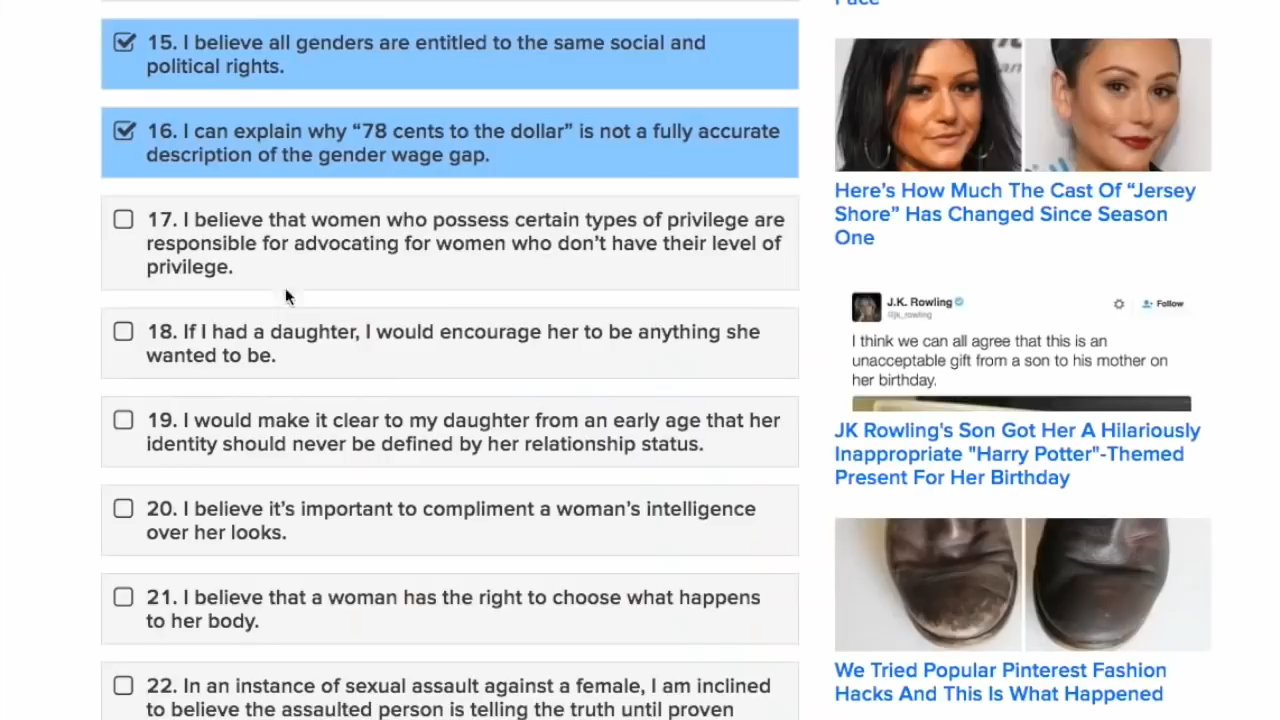 15. I believe all genders are entitled to the same social and
political rights.
16. I can explain why “78 cents to the dollar” is not a fully accurate
description of the gender wage gap.
17. I believe that women who possess certain types of privilege are
responsible for advocating for women who don’t have their level of
privilege.
18. If I had a daughter, I would encourage her to be anything she
wanted to be.
19. I would make it clear to my daughter from an early age that her
identity should never be defined by her relationship status.
20. I believe it’s important to compliment a woman’s intelligence
over her looks.
21. I believe that a woman has the right to choose what happens
to her body.
22. In an instance of sexual assault against a female, I am inclined
to believe the assaulted person is telling the truth until proven
Face
Here’s How Much The Cast Of “Jersey
Shore” Has Changed Since Season
One
J.K. Rowling
@jk_rowling
Follow
I think we can all agree that this is an
unacceptable gift from a son to his mother on
her birthday.
JK Rowling's Son Got Her A Hilariously
Inappropriate "Harry Potter"-Themed
Present For Her Birthday
We Tried Popular Pinterest Fashion
Hacks And This Is What Happened